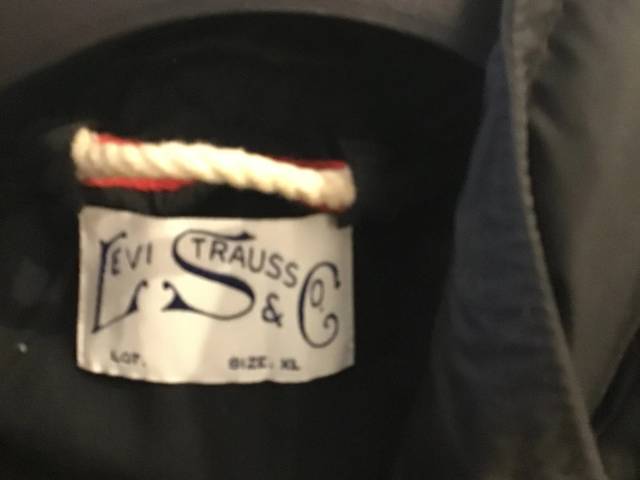 LEVI STRAUSS
& CO.
LOT. SIZE: XL